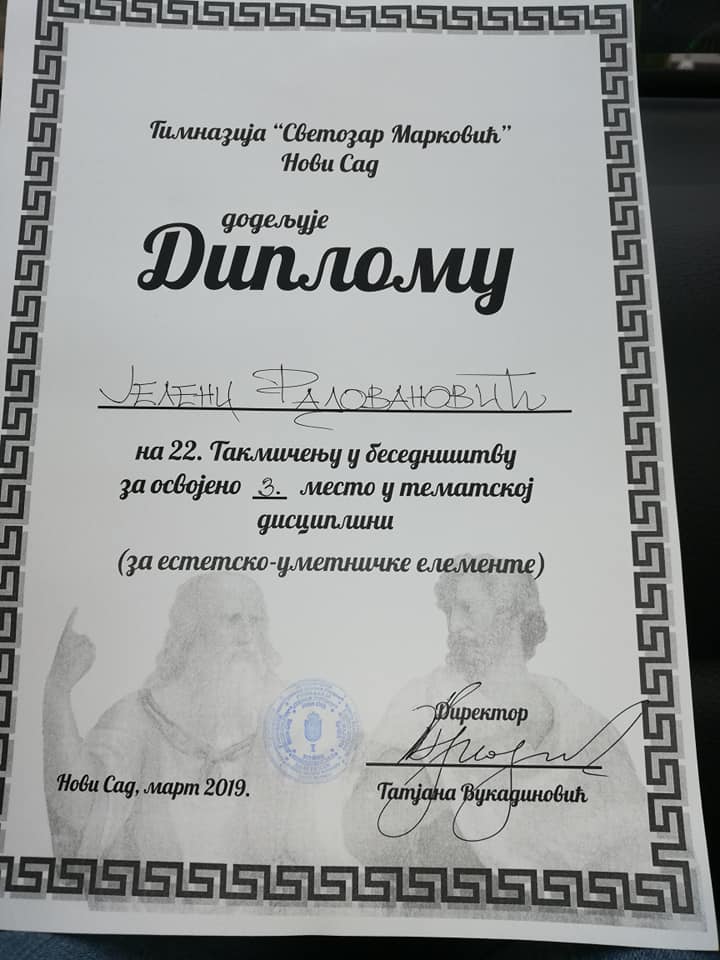 Гимназија “Светозар Марковић”
Нови Сад
додељује
Диплому
ЈЕЛЕНИ
на 22. Такмичењу у беседништву
за освојено 3. место у тематској
дисциплини
(за естетско-уметничке елементе)
Директор
Нови Сад, март 2019.
Татјана Вукадиновић